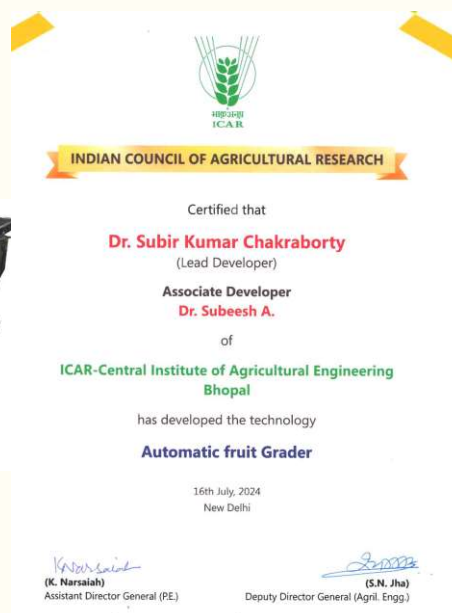 भाकृअनुप
ICAR
INDIAN COUNCIL OF AGRICULTURAL RESEARCH
Certified that
Dr. Subir Kumar Chakraborty
(Lead Developer)
Associate Developer
Dr. Subeesh A.
of
ICAR-Central Institute of Agricultural Engineering
Bhopal
has developed the technology
Automatic fruit Grader
16th July, 2024
New Delhi
KNarsaiah
(K. Narsaiah)
Assistant Director General (P.E.)
(S.N. Jha)
Deputy Director General (Agril. Engg.)